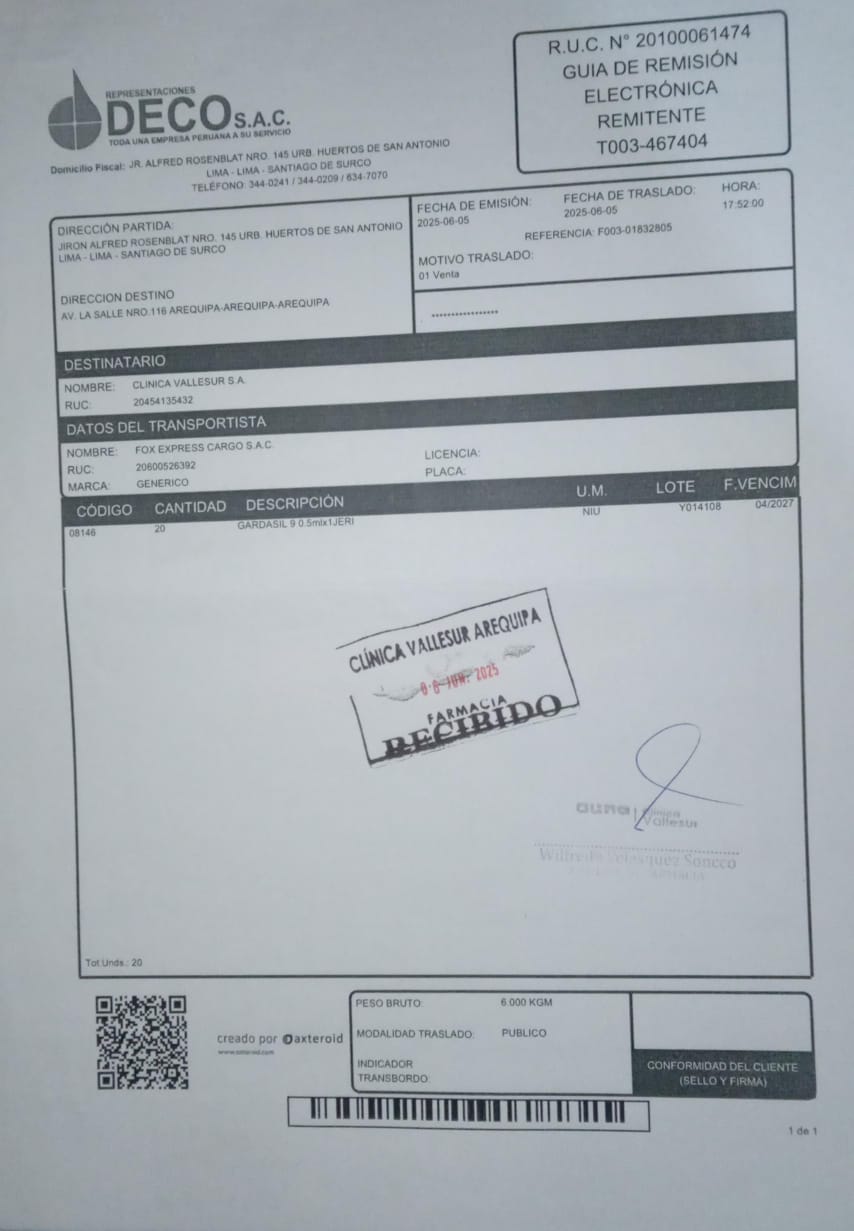 R.U.C. N° 20100061474
GUIA DE REMISIÓN
ELECTRÓNICA
REMITENTE
T003-467404
REPRESENTACIONES
DECO S.A.C.
TODA UNA EMPRESA PERUANA A SU SERVICIO
Domicilio Fiscal: JR. ALFRED ROSENBLAT NRO. 145 URB. HUERTOS DE SAN ANTONIO
LIMA - LIMA - SANTIAGO DE SURCO
TELÉFONO: 344-0241 / 344-0209 / 634-7070
DIRECCIÓN PARTIDA:
JIRON ALFRED ROSENBLAT NRO. 145 URB. HUERTOS DE SAN ANTONIO
LIMA - LIMA - SANTIAGO DE SURCO
DIRECCION DESTINO
AV. LA SALLE NRO.116 AREQUIPA-AREQUIPA-AREQUIPA
FECHA DE EMISIÓN: FECHA DE TRASLADO: HORA:
2025-06-05 2025-06-05 17:52:00
REFERENCIA: F003-01832805
MOTIVO TRASLADO:
01 Venta
DESTINATARIO
NOMBRE: CLINICA VALLESUR S.A.
RUC: 20454135432
DATOS DEL TRANSPORTISTA
NOMBRE: FOX EXPRESS CARGO S.A.C.
RUC: 20600526392
MARCA: GENERICO
LICENCIA:
PLACA:
CÓDIGO CANTIDAD DESCRIPCIÓN U.M. LOTE F.VENCIM
08146 20 GARDASIL 9 0.5mlx1JERI NIU Y014108 04/2027
CLÍNICA VALLESUR AREQUIPA
06 JUN. 2025
FARMACIA
RECIBIDO
auna | Clínica
Vallesur
Wilfredo Velasquez Soncco
Tot.Unds.: 20
creado por axteroid
PESO BRUTO: 6.000 KGM
MODALIDAD TRASLADO: PUBLICO
INDICADOR
TRANSBORDO:
CONFORMIDAD DEL CLIENTE
(SELLO Y FIRMA)
1 de 1